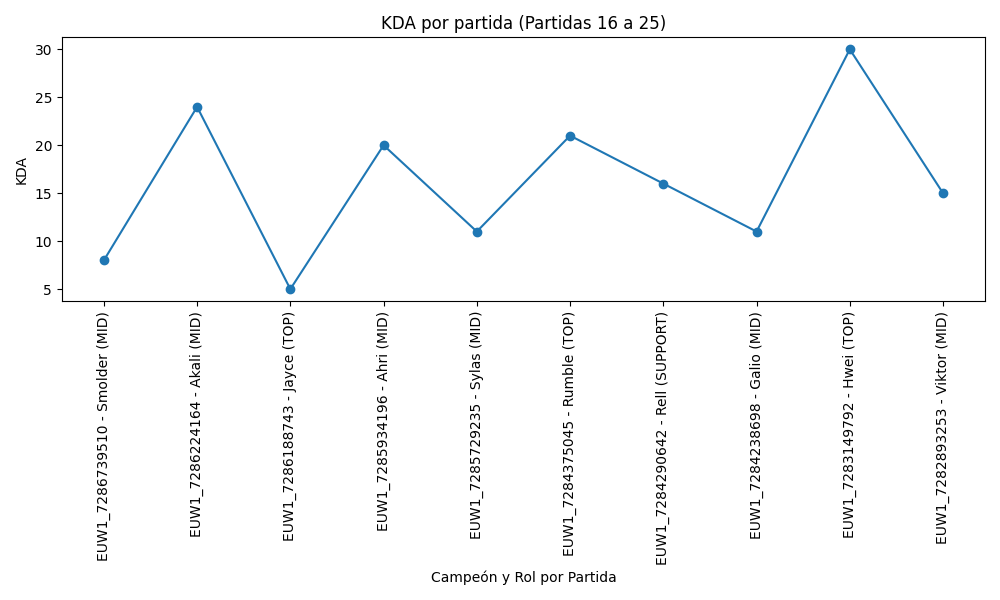 KDA por partida (Partidas 16 a 25)
KDA
30
25
20
15
10
5
EUW1_7286739510 - Smolder (MID)
EUW1_7286224164 - Akali (MID)
EUW1_7286188743 - Jayce (TOP)
EUW1_7285934196 - Ahri (MID)
EUW1_7285729235 - Sylas (MID)
EUW1_7284375045 - Rumble (TOP)
EUW1_7284290642 - Rell (SUPPORT)
EUW1_7284238698 - Galio (MID)
EUW1_7283149792 - Hwei (TOP)
EUW1_7282893253 - Viktor (MID)
Campeón y Rol por Partida